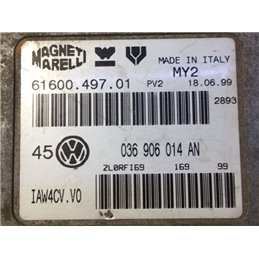 MAGNETI MARELLI MADE IN ITALY
MY2
61600.497.01 PV2 18.06.99
2893
45 036 906 014 AN
ZL0RFI69 169 99
IAW4CV.V0